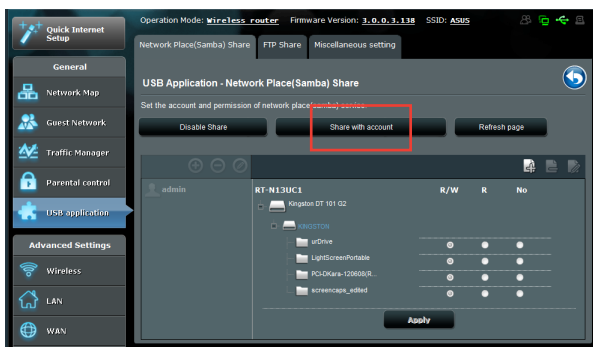 Quick Internet
Setup
Operation Mode: Wireless router Firmware Version: 3.0.0.3.138 SSID: ASUS
Network Place(Samba) Share FTP Share Miscellaneous setting
General
Network Map
Guest Network
Traffic Manager
Parental control
USB application
Advanced Settings
Wireless
LAN
WAN
USB Application - Network Place(Samba) Share
Set the account and permission of network place(samba) service.
Disable Share Share with account Refresh page
admin
RT-N13UC1 R/W R No
Kingston DT 101 G2
KINGSTON
urDrive
LightScreenPortable
PCI-DKara-120608(R...
screencaps_edited
Apply